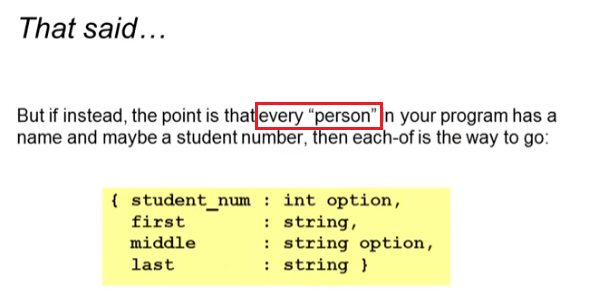 That said…
But if instead, the point is that every “person” in your program has a
name and maybe a student number, then each-of is the way to go:
{ student_num : int option,
first : string,
middle : string option,
last : string }